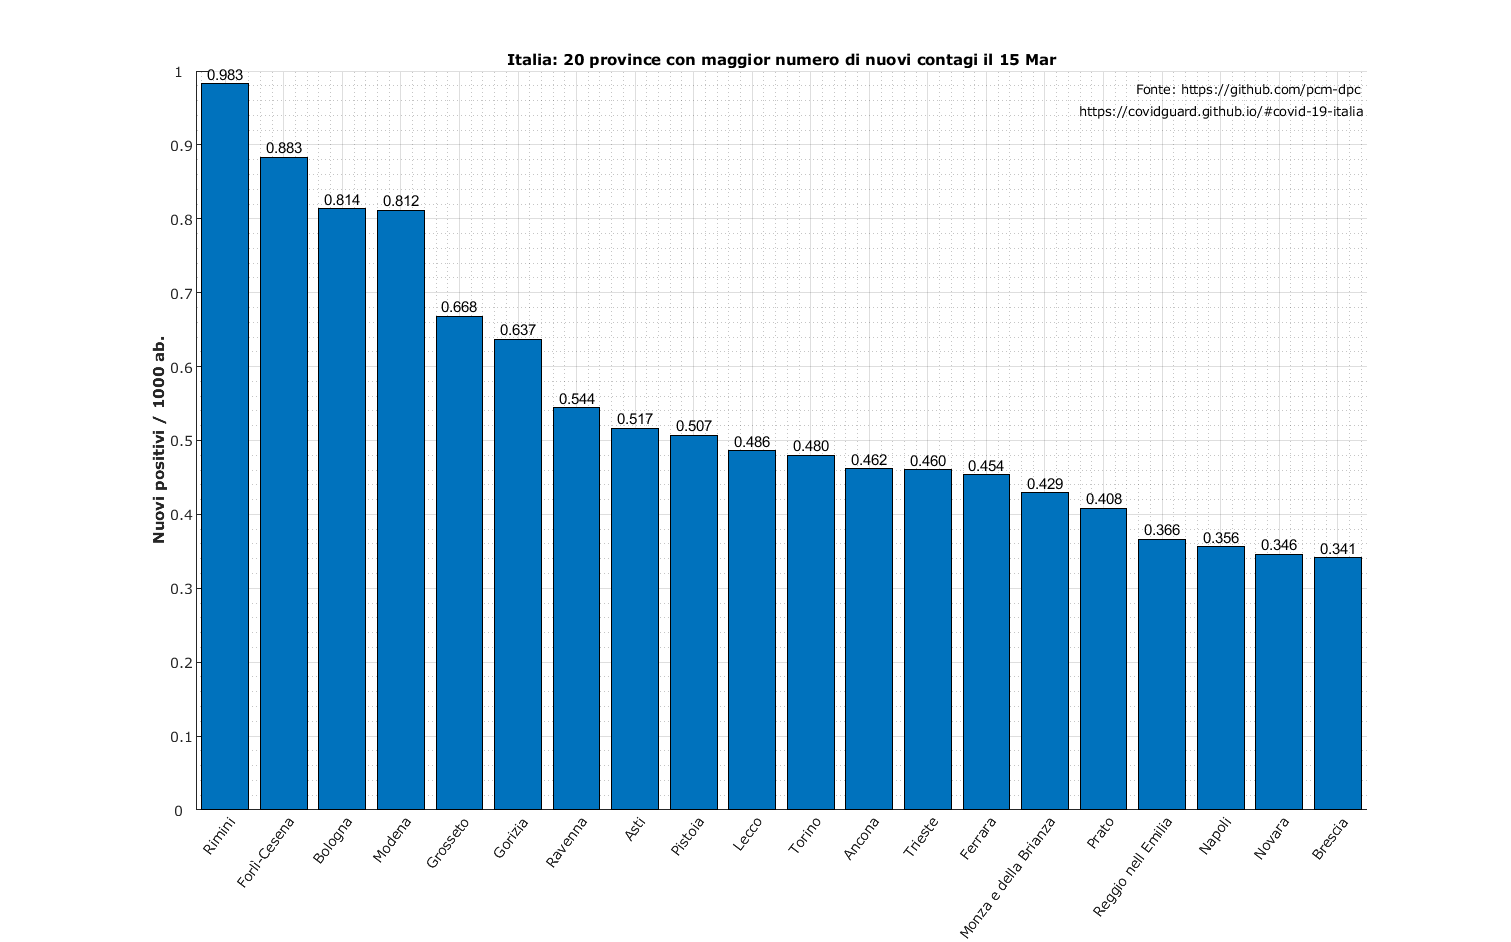 Italia: 20 province con maggior numero di nuovi contagi il 15 Mar
Fonte: https://github.com/pcm-dpc
https://covidguard.github.io/#covid-19-italia
Nuovi positivi / 1000 ab.
1
0.9
0.8
0.7
0.6
0.5
0.4
0.3
0.2
0.1
0
0.983
0.883
0.814
0.812
0.668
0.637
0.544
0.517
0.507
0.486
0.480
0.462
0.460
0.454
0.429
0.408
0.366
0.356
0.346
0.341
Rimini
Forlì-Cesena
Bologna
Modena
Grosseto
Gorizia
Ravenna
Asti
Pistoia
Lecco
Torino
Ancona
Trieste
Ferrara
Monza e della Brianza
Prato
Reggio nell Emilia
Napoli
Novara
Brescia